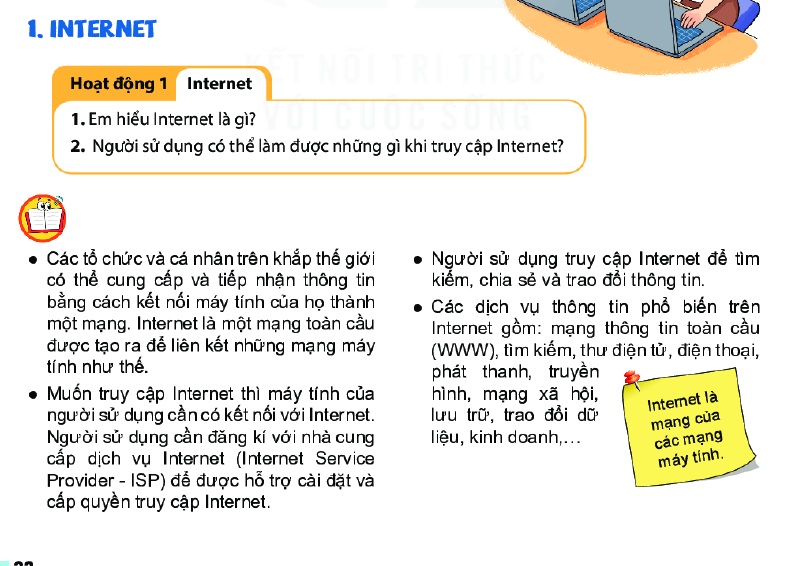 1. INTERNET
KẾT NỐI TRI THỨC
VỚI CUỘC SỐNG
Hoạt động 1 Internet
1. Em hiểu Internet là gì?
2. Người sử dụng có thể làm được những gì khi truy cập Internet?
● Các tổ chức và cá nhân trên khắp thế giới
có thể cung cấp và tiếp nhận thông tin
bằng cách kết nối máy tính của họ thành
một mạng. Internet là một mạng toàn cầu
được tạo ra để liên kết những mạng máy
tính như thế.
● Muốn truy cập Internet thì máy tính của
người sử dụng cần có kết nối với Internet.
Người sử dụng cần đăng kí với nhà cung
cấp dịch vụ Internet (Internet Service
Provider - ISP) để được hỗ trợ cài đặt và
cấp quyền truy cập Internet.
● Người sử dụng truy cập Internet để tìm
kiếm, chia sẻ và trao đổi thông tin.
● Các dịch vụ thông tin phổ biến trên
Internet gồm: mạng thông tin toàn cầu
(WWW), tìm kiếm, thư điện tử, điện thoại,
phát thanh, truyền
hình, mạng xã hội,
lưu trữ, trao đổi dữ
liệu, kinh doanh,...
Internet là
mạng của
các mạng
máy tính.